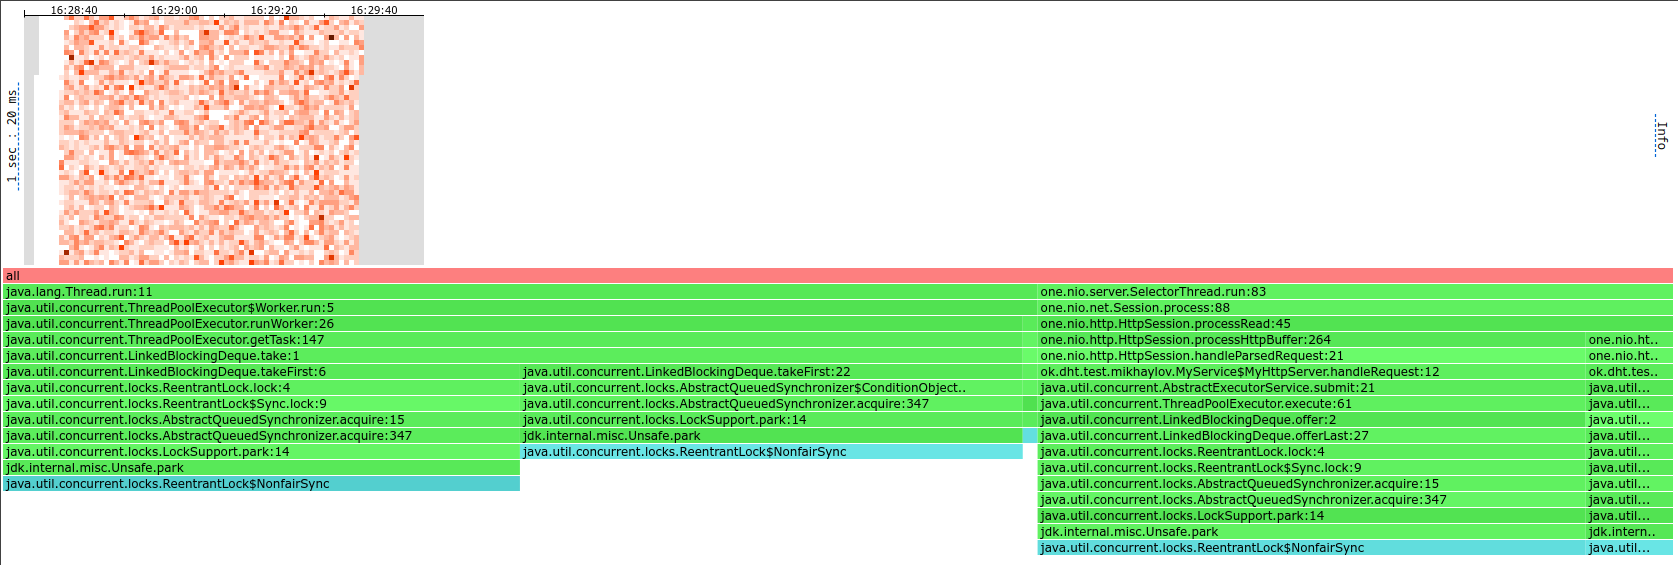 16:28:40 16:29:00 16:29:20 16:29:40
1 sec : 20 ms
Info
all
java.lang.Thread.run:11 one.nio.server.SelectorThread.run:83
java.util.concurrent.ThreadPoolExecutor$Worker.run:5 one.nio.net.Session.process:88
java.util.concurrent.ThreadPoolExecutor.runWorker:26 one.nio.http.HttpSession.processRead:45
java.util.concurrent.ThreadPoolExecutor.getTask:147 one.nio.http.HttpSession.processHttpBuffer:264 one.nio.ht..
java.util.concurrent.LinkedBlockingDeque.take:1 one.nio.http.HttpSession.handleParsedRequest:21 one.nio.ht..
java.util.concurrent.LinkedBlockingDeque.takeFirst:6 java.util.concurrent.LinkedBlockingDeque.takeFirst:22 ok.dht.test.mikhaylov.MyService$MyHttpServer.handleRequest:12 ok.dht.tes..
java.util.concurrent.locks.ReentrantLock.lock:4 java.util.concurrent.locks.AbstractQueuedSynchronizer$ConditionObject.. java.util.concurrent.AbstractExecutorService.submit:21 java.util...
java.util.concurrent.locks.ReentrantLock$Sync.lock:9 java.util.concurrent.locks.AbstractQueuedSynchronizer.acquire:347 java.util.concurrent.ThreadPoolExecutor.execute:61 java.util...
java.util.concurrent.locks.AbstractQueuedSynchronizer.acquire:15 java.util.concurrent.locks.LockSupport.park:14 java.util.concurrent.LinkedBlockingDeque.offer:2 java.util...
java.util.concurrent.locks.AbstractQueuedSynchronizer.acquire:347 jdk.internal.misc.Unsafe.park java.util.concurrent.LinkedBlockingDeque.offerLast:27 java.util...
java.util.concurrent.locks.LockSupport.park:14 java.util.concurrent.locks.ReentrantLock$NonfairSync java.util.concurrent.locks.ReentrantLock.lock:4 java.util...
jdk.internal.misc.Unsafe.park java.util.concurrent.locks.ReentrantLock$Sync.lock:9 java.util...
java.util.concurrent.locks.ReentrantLock$NonfairSync java.util.concurrent.locks.AbstractQueuedSynchronizer.acquire:15 java.util...
java.util.concurrent.locks.AbstractQueuedSynchronizer.acquire:347 java.util...
java.util.concurrent.locks.LockSupport.park:14 java.util...
jdk.internal.misc.Unsafe.park jdk.intern..
java.util.concurrent.locks.ReentrantLock$NonfairSync java.util...